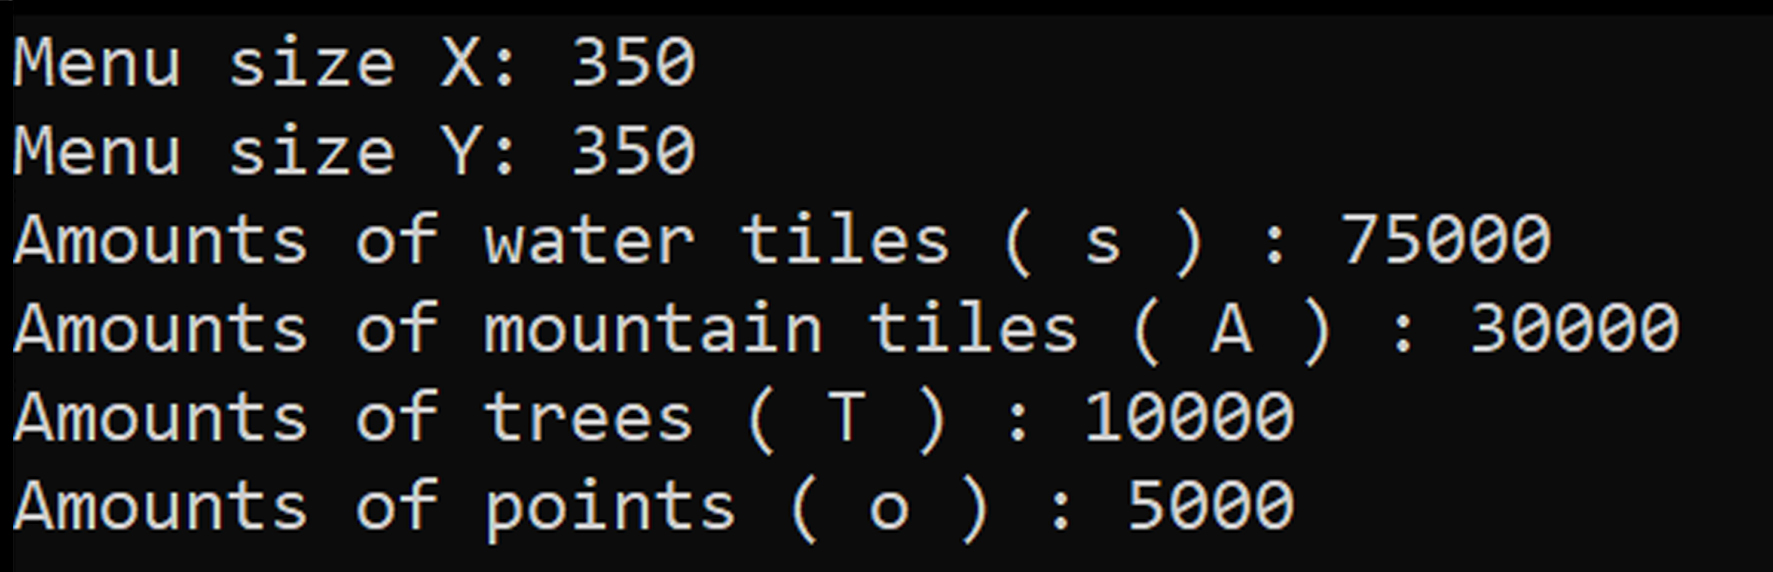 Menu size X: 350
Menu size Y: 350
Amounts of water tiles ( s ) : 75000
Amounts of mountain tiles ( A ) : 30000
Amounts of trees ( T ) : 10000
Amounts of points ( o ) : 5000